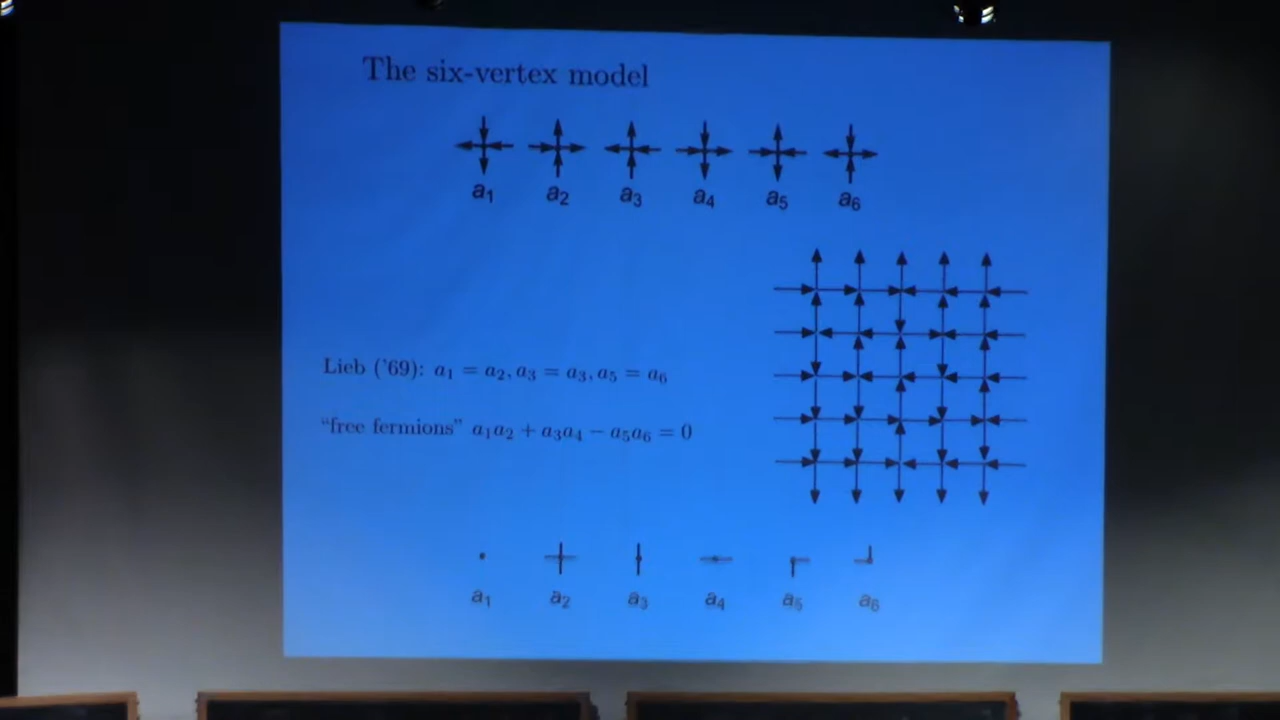 The six-vertex model
a₁ a₂ a₃ a₄ a₅ a₆
Lieb ('69): a₁ = a₂, a₃ = a₃, a₅ = a₆
“free fermions” a₁a₂ + a₃a₄ − a₅a₆ = 0
a₁ a₂ a₃ a₄ a₅ a₆